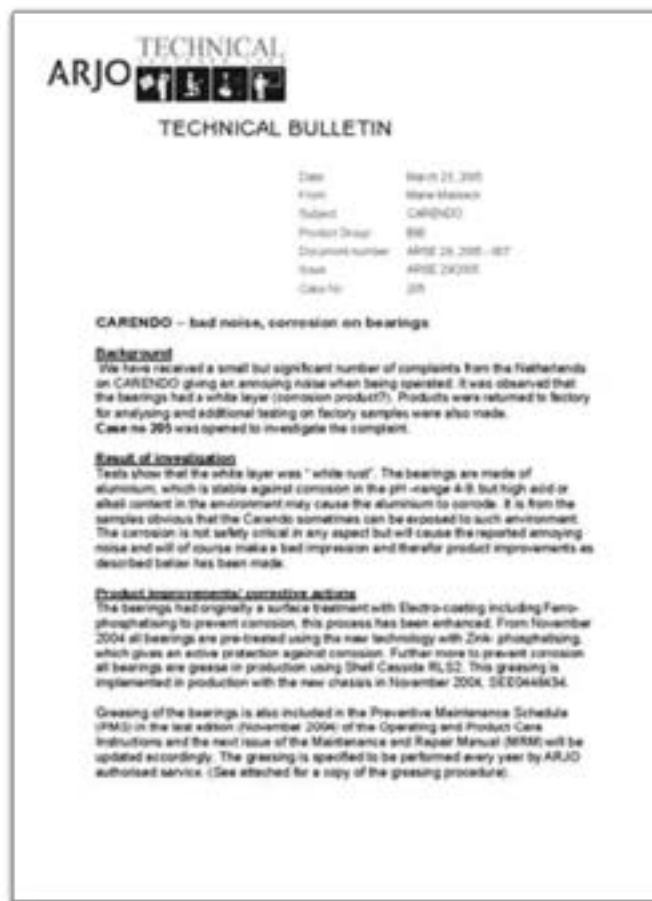 TECHNICAL
ARJO
TECHNICAL BULLETIN
Date: March 23, 2005
From:
Subject: CARENDO
Product Group:
Document number:
Issue:
Case Nr: 205
CARENDO – bad noise, corrosion on bearings
Background
We have received a small but significant number of complaints from the Netherlands
on CARENDO giving an annoying noise when being operated. It was observed that
the bearings had a white layer (corrosion product?). Products were returned to factory
for analysing and additional testing on factory samples were also made.
Case no 205 was opened to investigate the complaint.
Result of investigation
Tests show that the white layer was " white rust". The bearings are made of
aluminium, which is stable against corrosion in the pH -range 4-9, but high acid or
alkali content in the environment may cause the aluminium to corrode. It is from the
samples obvious that the Carendo sometimes can be exposed to such environment.
The corrosion is not safety critical in any aspect but will cause the reported annoying
noise and will of course make a bad impression and therefor product improvements as
described below has been made.
Product improvements/ corrective actions
The bearings had originally a surface treatment with Electro-coating including Ferro-
phosphatising to prevent corrosion, this process has been enhanced. From November
2004 all bearings are pre-treated using the new technology with Zink- phosphatising,
which gives an active protection against corrosion. Further more to prevent corrosion
all bearings are grease in production using Shell Cassida RLS2. This greasing is
implemented in production with the new chassis in November 2004,
Greasing of the bearings is also included in the Preventive Maintenance Schedule
(PMS) in the last edition (November 2004) of the Operating and Product Care
Instructions and the next issue of the Maintenance and Repair Manual (MRM) will be
updated accordingly. The greasing is specified to be performed every year by ARJO
authorised service. (See attached for a copy of the greasing procedure).